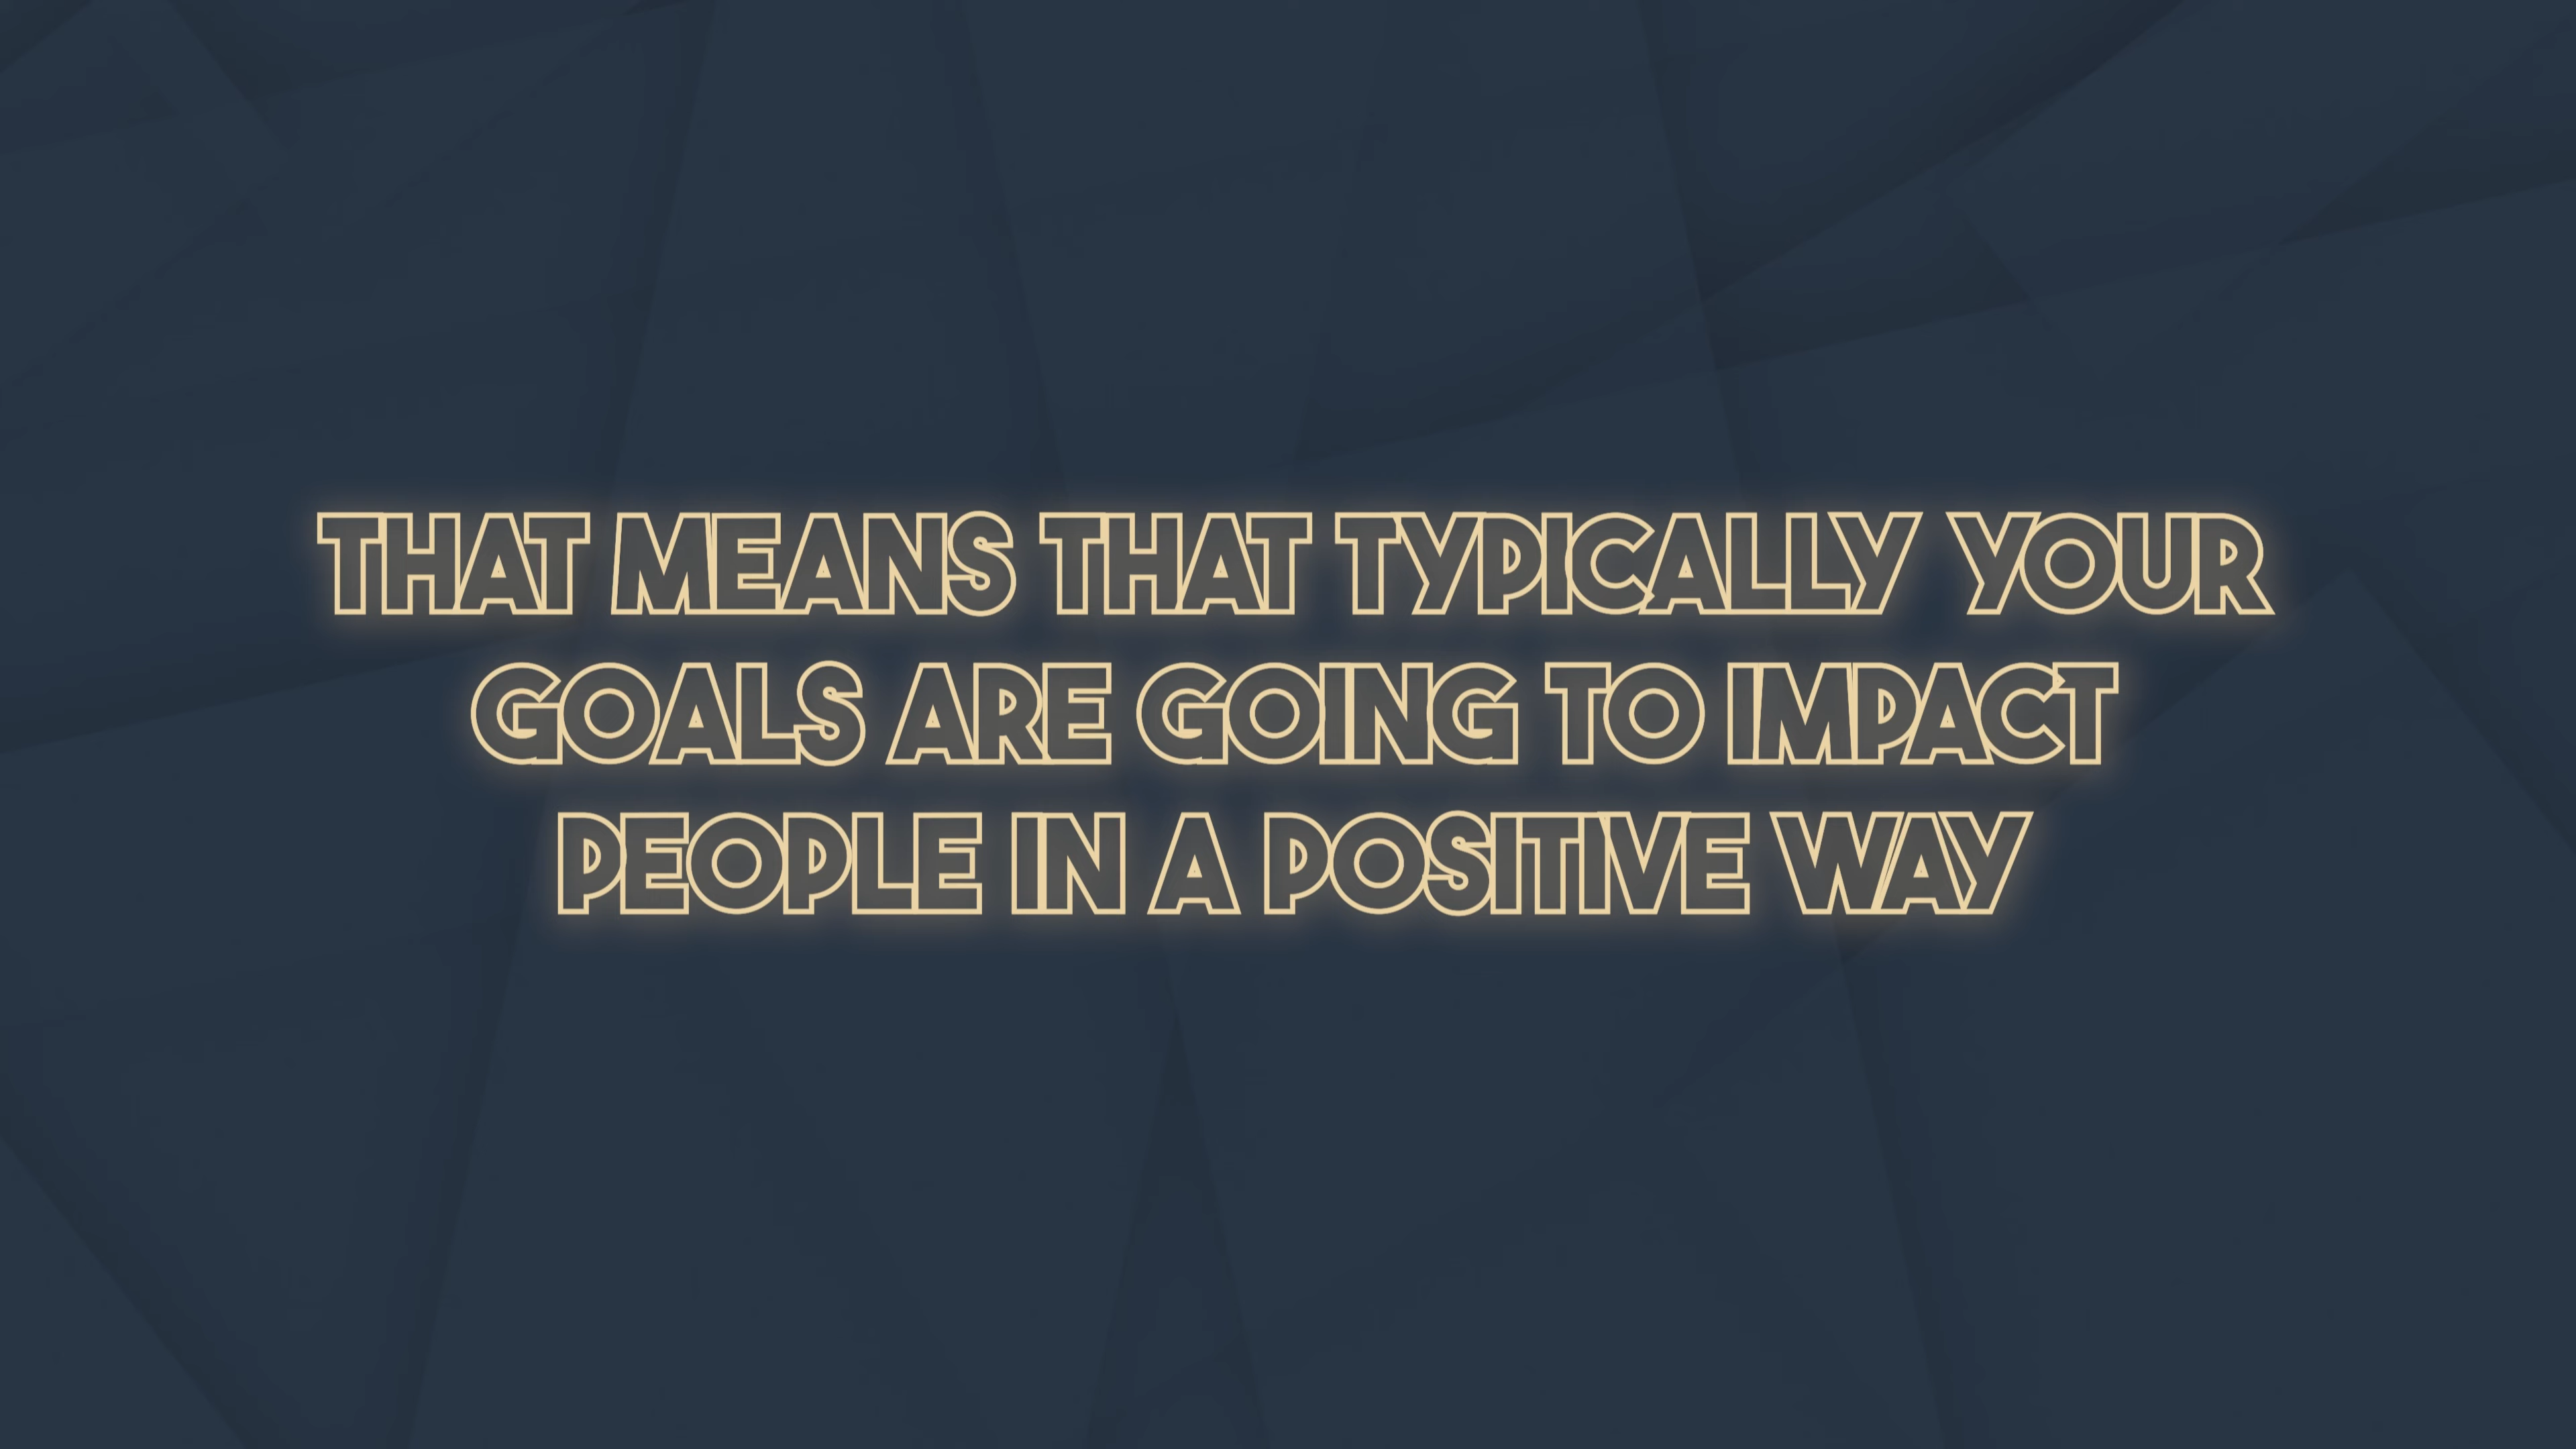 THAT MEANS THAT TYPICALLY YOUR
GOALS ARE GOING TO IMPACT
PEOPLE IN A POSITIVE WAY